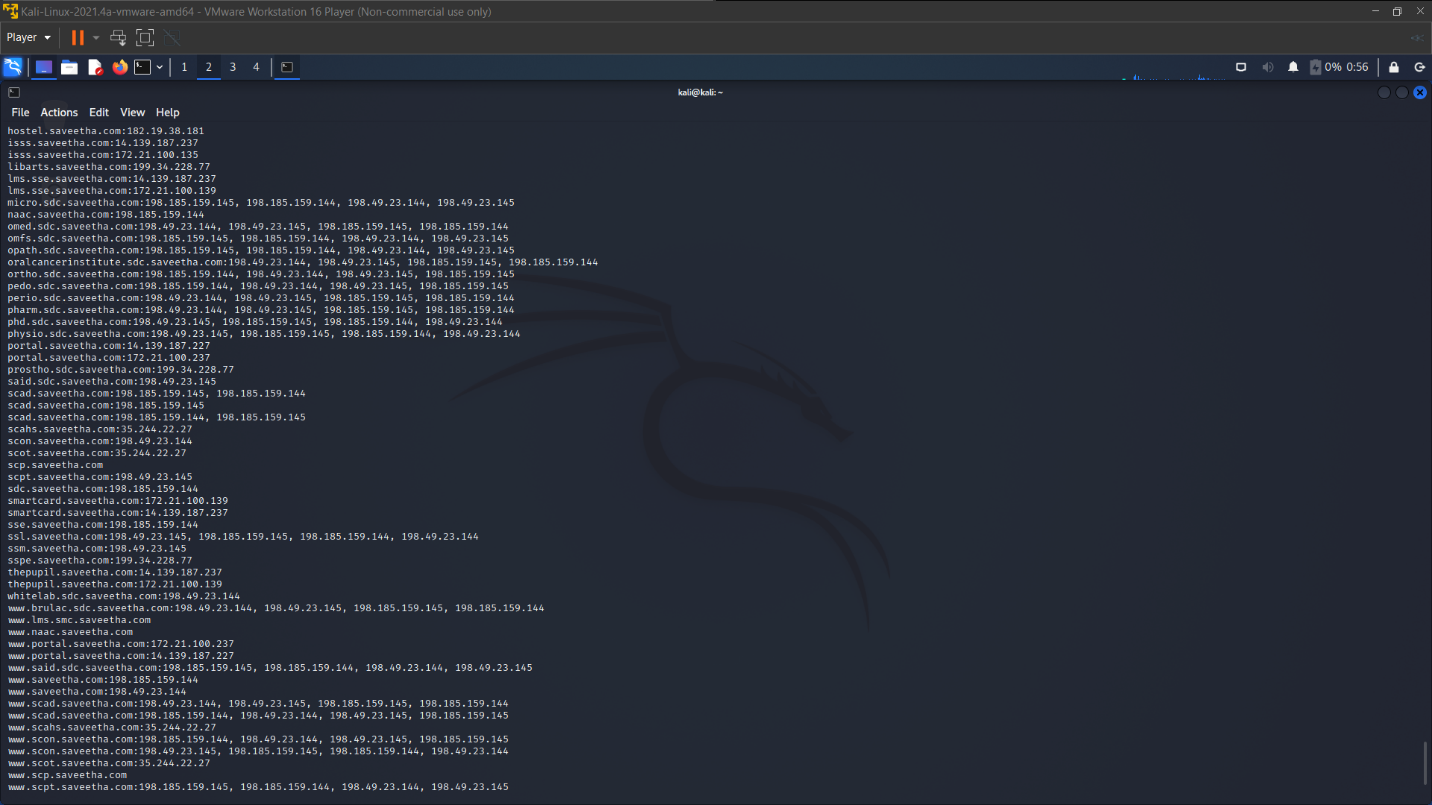 Kali-Linux-2021.4a-vmware-amd64 - VMware Workstation 16 Player (Non-commercial use only)
Player
1 2 3 4 0% 0:56
kali@kali: ~
File Actions Edit View Help
hostel.saveetha.com:182.19.38.181
isss.saveetha.com:14.139.187.237
isss.saveetha.com:172.21.100.135
libarts.saveetha.com:199.34.228.77
lms.sse.saveetha.com:14.139.187.237
lms.sse.saveetha.com:172.21.100.139
micro.sdc.saveetha.com:198.185.159.145, 198.185.159.144, 198.49.23.144, 198.49.23.145
naac.saveetha.com:198.185.159.144
omed.sdc.saveetha.com:198.49.23.144, 198.49.23.145, 198.185.159.145, 198.185.159.144
omfs.sdc.saveetha.com:198.185.159.145, 198.185.159.144, 198.49.23.144, 198.49.23.145
opath.sdc.saveetha.com:198.185.159.145, 198.185.159.144, 198.49.23.144, 198.49.23.145
oralcancerinstitute.sdc.saveetha.com:198.49.23.144, 198.49.23.145, 198.185.159.145, 198.185.159.144
ortho.sdc.saveetha.com:198.185.159.144, 198.49.23.144, 198.49.23.145, 198.185.159.145
pedo.sdc.saveetha.com:198.185.159.144, 198.49.23.144, 198.49.23.145, 198.185.159.145
perio.sdc.saveetha.com:198.49.23.144, 198.49.23.145, 198.185.159.145, 198.185.159.144
pharm.sdc.saveetha.com:198.49.23.144, 198.49.23.145, 198.185.159.145, 198.185.159.144
phd.sdc.saveetha.com:198.49.23.145, 198.185.159.145, 198.185.159.144, 198.49.23.144
physio.sdc.saveetha.com:198.49.23.145, 198.185.159.145, 198.185.159.144, 198.49.23.144
portal.saveetha.com:14.139.187.227
portal.saveetha.com:172.21.100.237
prostho.sdc.saveetha.com:199.34.228.77
said.sdc.saveetha.com:198.49.23.145
scad.saveetha.com:198.185.159.145, 198.185.159.144
scad.saveetha.com:198.185.159.145
scad.saveetha.com:198.185.159.144, 198.185.159.145
scahs.saveetha.com:35.244.22.27
scon.saveetha.com:198.49.23.144
scot.saveetha.com:35.244.22.27
scp.saveetha.com
scpt.saveetha.com:198.49.23.145
sdc.saveetha.com:198.185.159.144
smartcard.saveetha.com:172.21.100.139
smartcard.saveetha.com:14.139.187.237
sse.saveetha.com:198.185.159.144
ssl.saveetha.com:198.49.23.145, 198.185.159.145, 198.185.159.144, 198.49.23.144
ssm.saveetha.com:198.49.23.145
sspe.saveetha.com:199.34.228.77
thepupil.saveetha.com:14.139.187.237
thepupil.saveetha.com:172.21.100.139
whitelab.sdc.saveetha.com:198.49.23.144
www.brulac.sdc.saveetha.com:198.49.23.144, 198.49.23.145, 198.185.159.145, 198.185.159.144
www.lms.smc.saveetha.com
www.naac.saveetha.com
www.portal.saveetha.com:172.21.100.237
www.portal.saveetha.com:14.139.187.227
www.said.sdc.saveetha.com:198.185.159.145, 198.185.159.144, 198.49.23.144, 198.49.23.145
www.saveetha.com:198.185.159.144
www.saveetha.com:198.49.23.144
www.scad.saveetha.com:198.49.23.144, 198.49.23.145, 198.185.159.145, 198.185.159.144
www.scad.saveetha.com:198.185.159.144, 198.49.23.144, 198.49.23.145, 198.185.159.145
www.scahs.saveetha.com:35.244.22.27
www.scon.saveetha.com:198.185.159.144, 198.49.23.144, 198.49.23.145, 198.185.159.145
www.scon.saveetha.com:198.49.23.145, 198.185.159.145, 198.185.159.144, 198.49.23.144
www.scot.saveetha.com:35.244.22.27
www.scp.saveetha.com
www.scpt.saveetha.com:198.185.159.145, 198.185.159.144, 198.49.23.144, 198.49.23.145